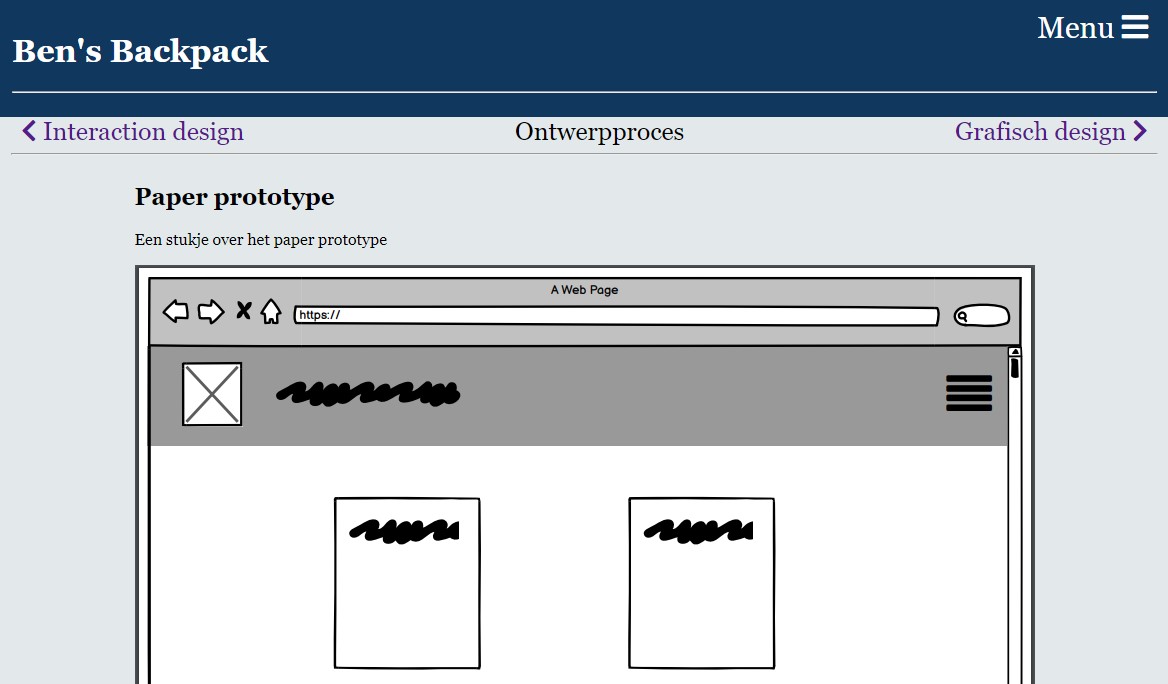 Menu
Ben's Backpack
Interaction design
Ontwerpproces
Grafisch design
Paper prototype
Een stukje over het paper prototype
A Web Page
https://